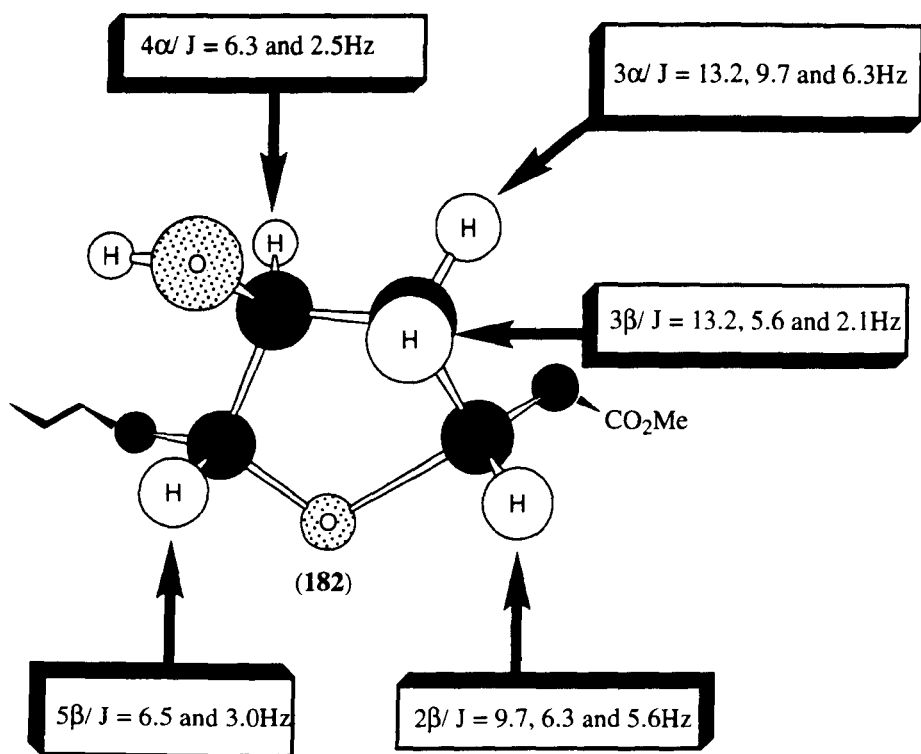 4α/ J = 6.3 and 2.5Hz
3α/ J = 13.2, 9.7 and 6.3Hz
H
H
H
O
H
3β/ J = 13.2, 5.6 and 2.1Hz
CO₂Me
H
O
H
(182)
5β/ J = 6.5 and 3.0Hz
2β/ J = 9.7, 6.3 and 5.6Hz